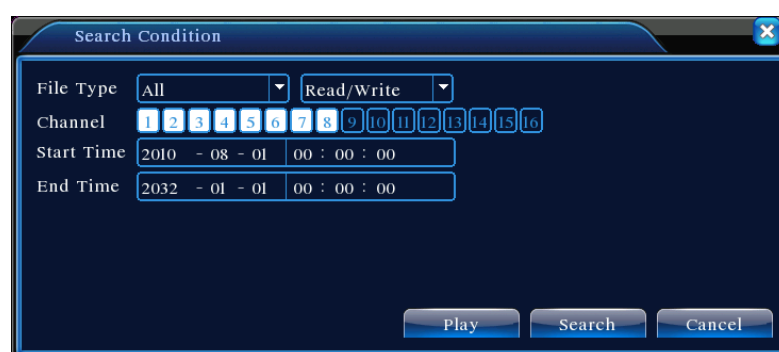 Search Condition
File Type All Read/Write
Channel 1 2 3 4 5 6 7 8 9 10 11 12 13 14 15 16
Start Time 2010 - 08 - 01 00 : 00 : 00
End Time 2032 - 01 - 01 00 : 00 : 00
Play Search Cancel